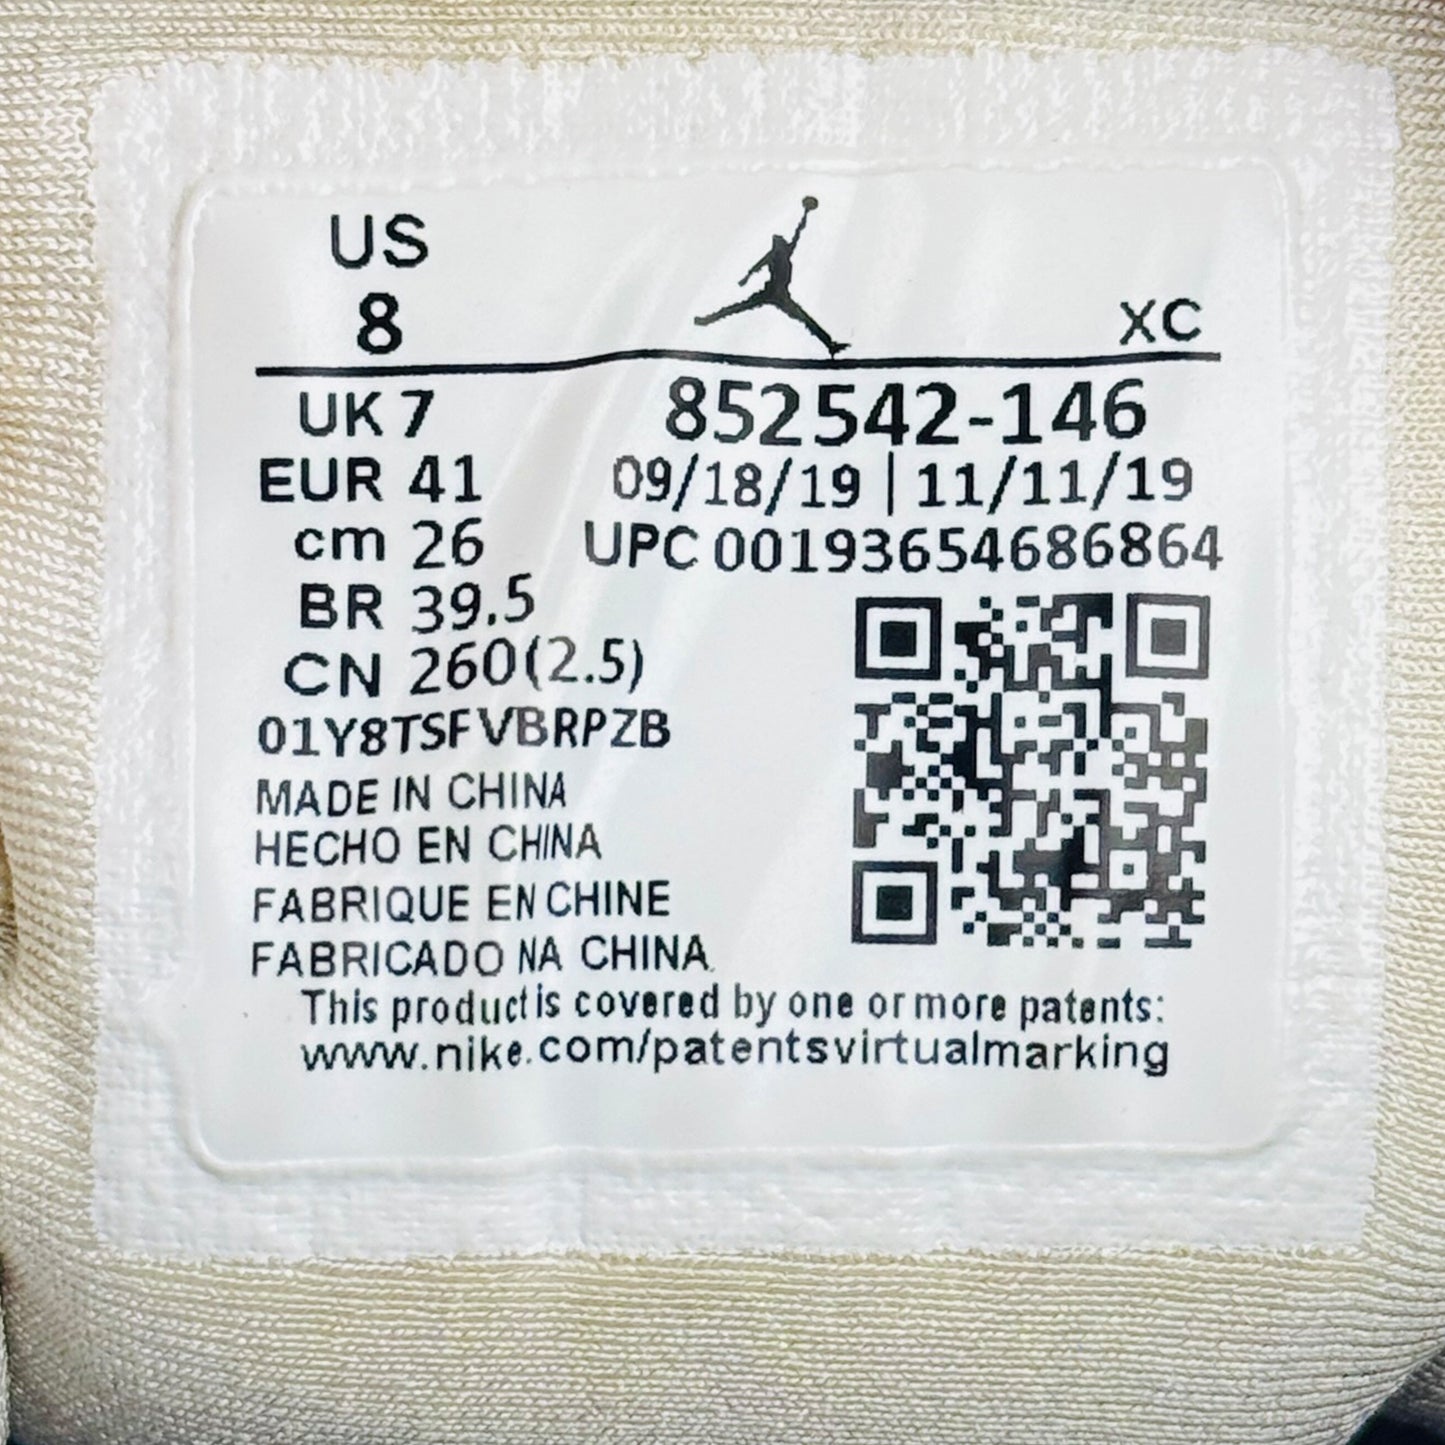 US
8
XC
UK 7
852542-146
EUR 41
09/18/19 | 11/11/19
cm 26
UPC 00193654686864
BR 39.5
CN 260(2.5)
01Y8TSFVBRPZB
MADE IN CHINA
HECHO EN CHINA
FABRIQUE EN CHINE
FABRICADO NA CHINA
This product is covered by one or more patents:
www.nike.com/patentsvirtualmarking